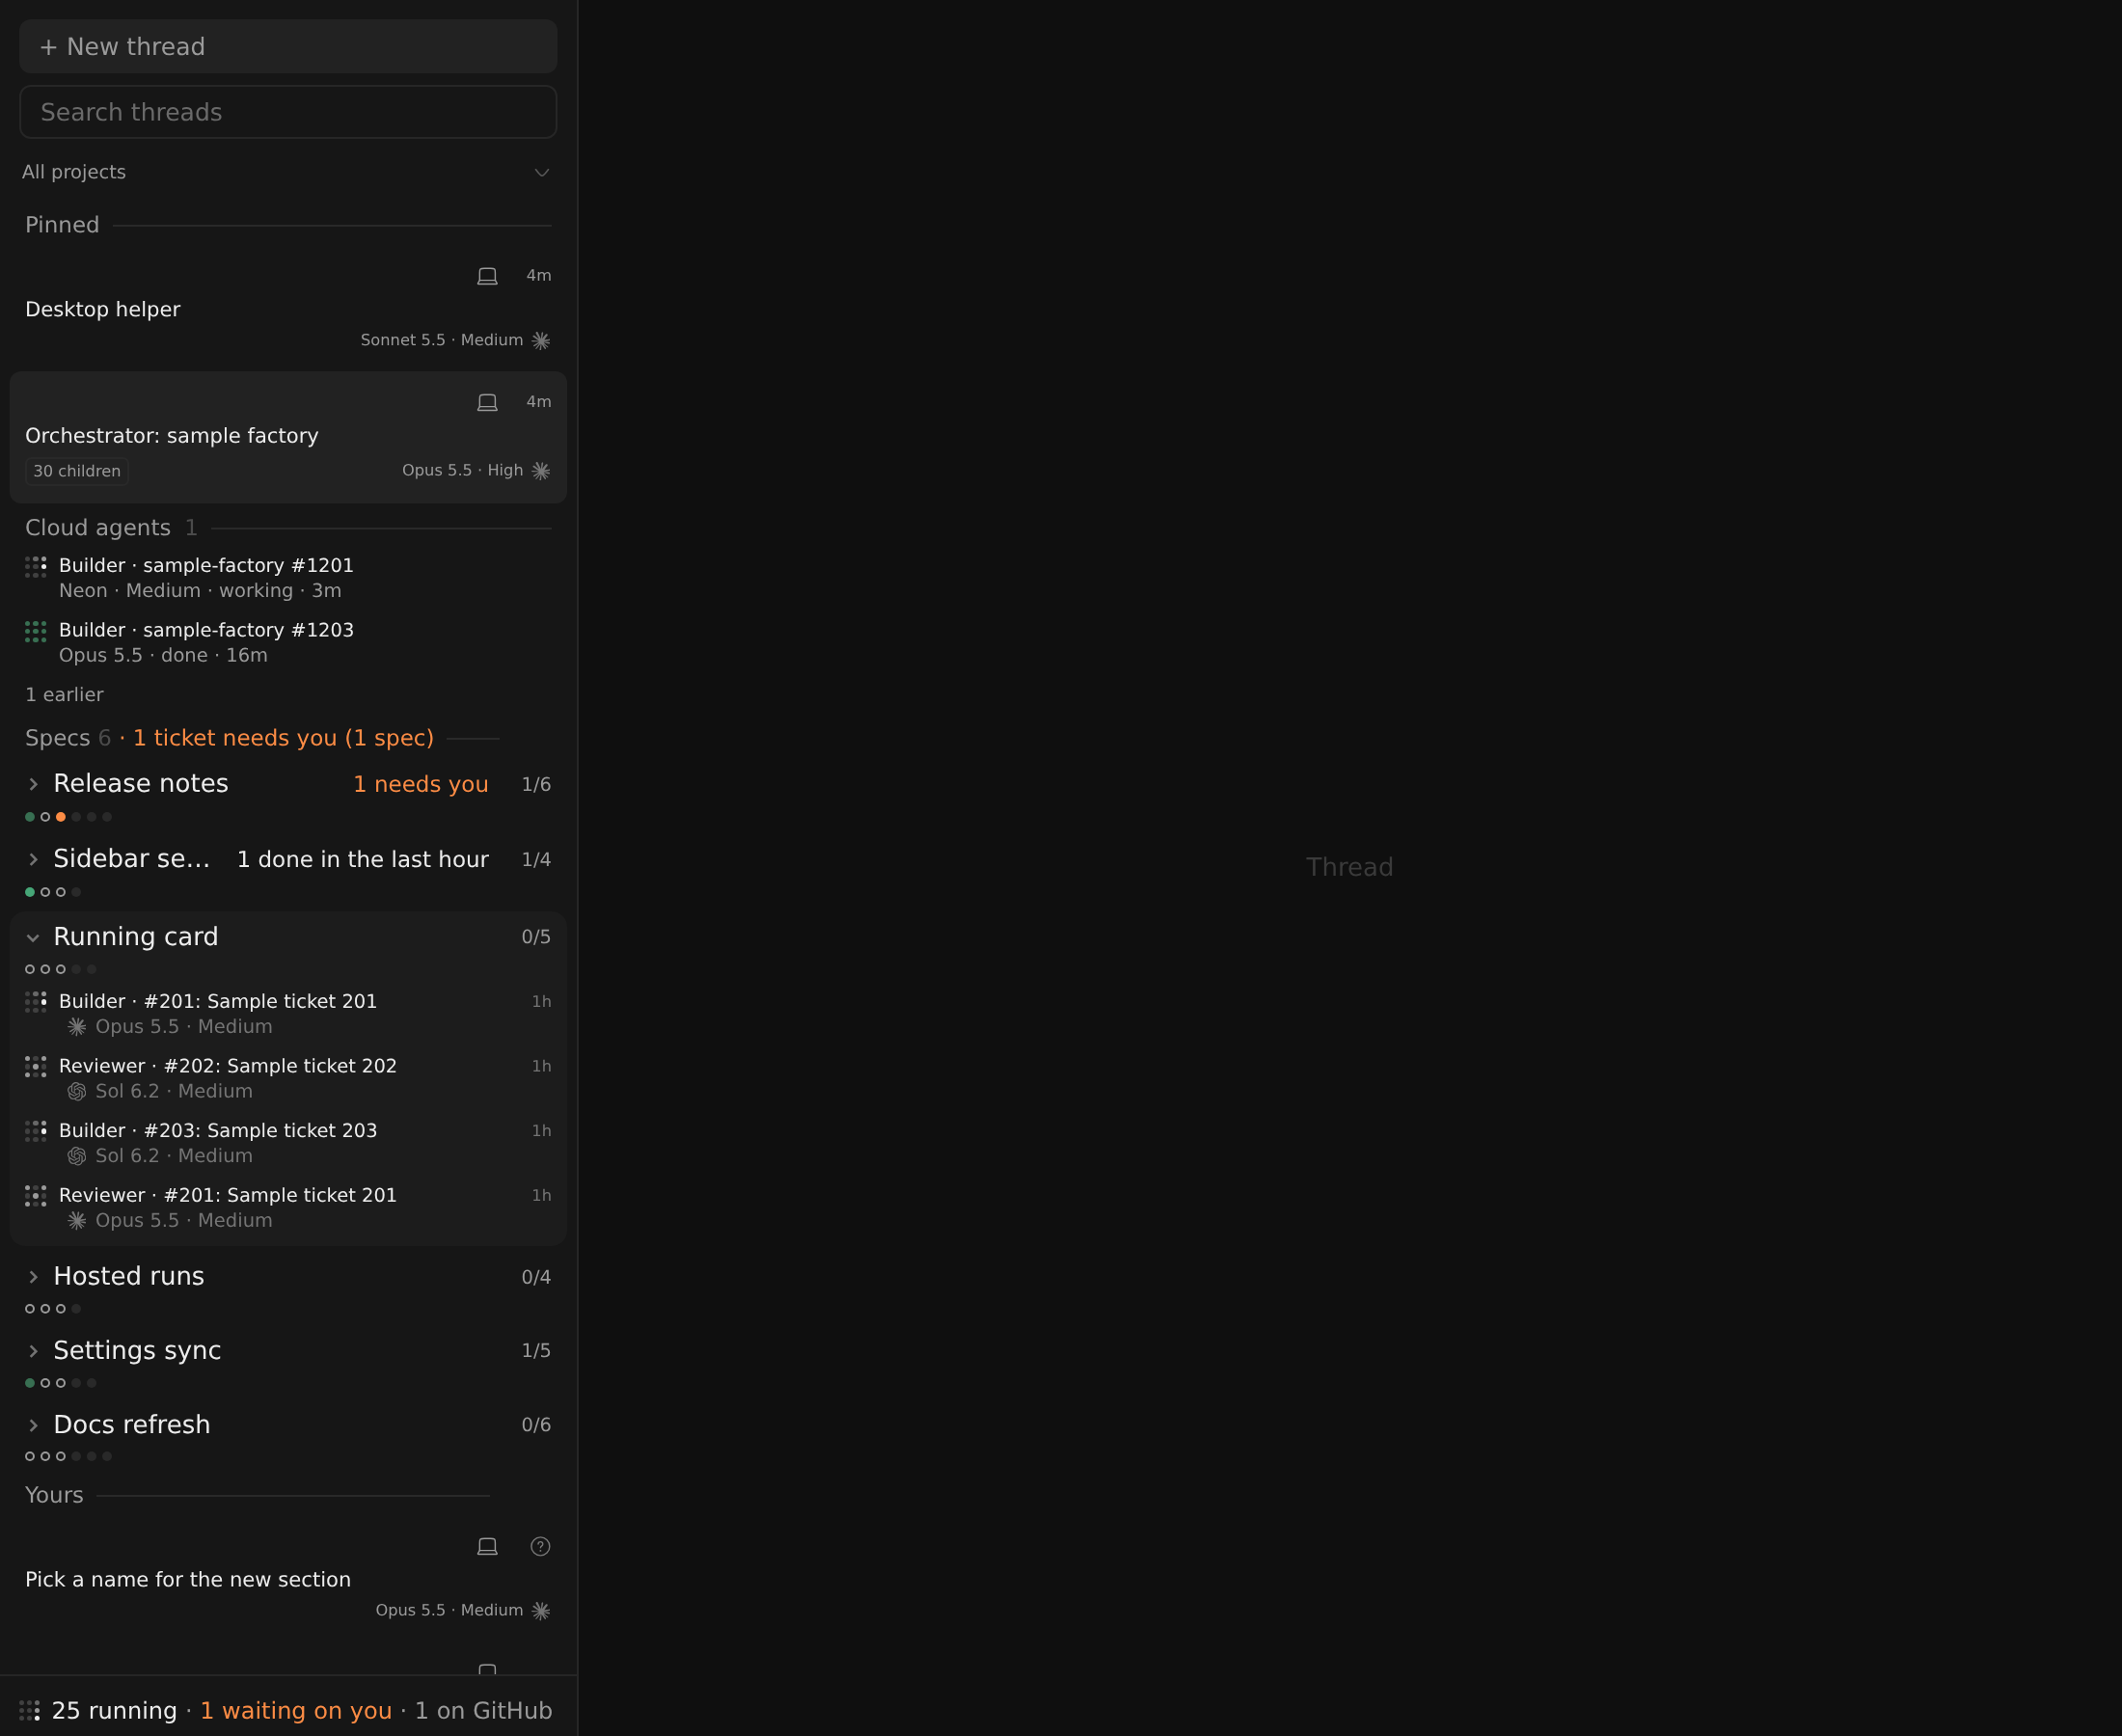 + New thread
Search threads
All projects
Pinned
4m
Desktop helper
Sonnet 5.5 · Medium
4m
Orchestrator: sample factory
30 children Opus 5.5 · High
Cloud agents 1
Builder · sample-factory #1201
Neon · Medium · working · 3m
Builder · sample-factory #1203
Opus 5.5 · done · 16m
1 earlier
Specs 6 · 1 ticket needs you (1 spec)
Release notes 1 needs you 1/6
Sidebar se… 1 done in the last hour 1/4
Running card 0/5
Builder · #201: Sample ticket 201 1h
Opus 5.5 · Medium
Reviewer · #202: Sample ticket 202 1h
Sol 6.2 · Medium
Builder · #203: Sample ticket 203 1h
Sol 6.2 · Medium
Reviewer · #201: Sample ticket 201 1h
Opus 5.5 · Medium
Hosted runs 0/4
Settings sync 1/5
Docs refresh 0/6
Yours
?
Pick a name for the new section
Opus 5.5 · Medium
25 running · 1 waiting on you · 1 on GitHub
Thread